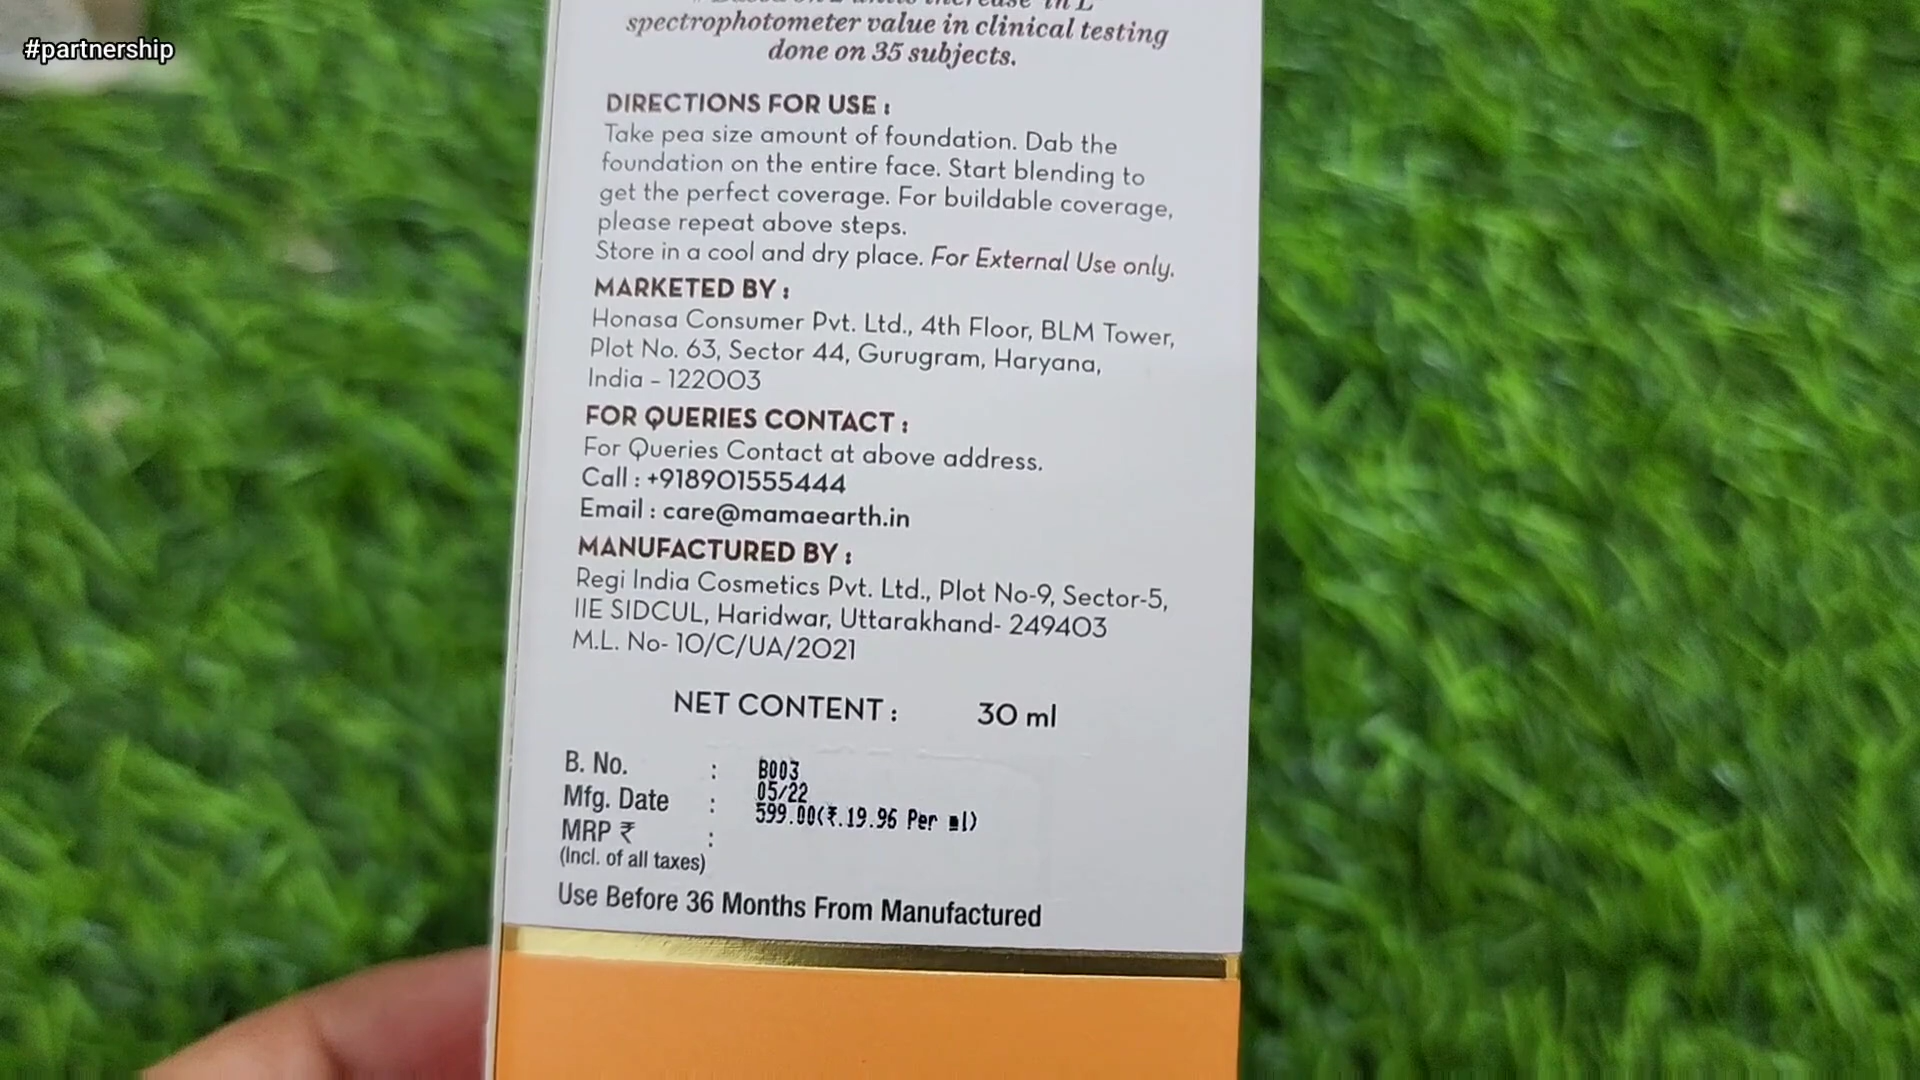 #partnership
spectrophotometer value in clinical testing
done on 35 subjects.
DIRECTIONS FOR USE :
Take pea size amount of foundation. Dab the
foundation on the entire face. Start blending to
get the perfect coverage. For buildable coverage,
please repeat above steps.
Store in a cool and dry place. For External Use only.
MARKETED BY :
Honasa Consumer Pvt. Ltd., 4th Floor, BLM Tower,
Plot No. 63, Sector 44, Gurugram, Haryana,
India - 122003
FOR QUERIES CONTACT :
For Queries Contact at above address.
Call : +918901555444
Email : care@mamaearth.in
MANUFACTURED BY :
Regi India Cosmetics Pvt. Ltd., Plot No-9, Sector-5,
IIE SIDCUL, Haridwar, Uttarakhand- 249403
M.L. No- 10/C/UA/2021
NET CONTENT : 30 ml
B. No. : B003
Mfg. Date : 05/22
MRP ₹ : 599.00(₹.19.96 Per ml)
(Incl. of all taxes)
Use Before 36 Months From Manufactured